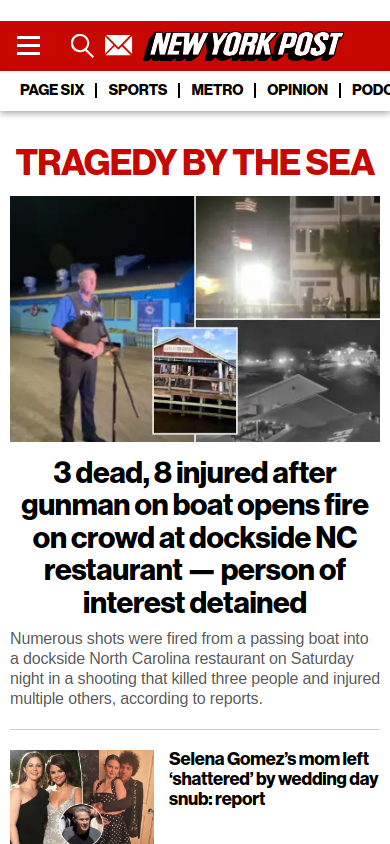 NEW YORK POST
PAGE SIX
SPORTS
METRO
OPINION
PODC
TRAGEDY BY THE SEA
POLICE
3 dead, 8 injured after
gunman on boat opens fire
on crowd at dockside NC
restaurant — person of
interest detained
Numerous shots were fired from a passing boat into
a dockside North Carolina restaurant on Saturday
night in a shooting that killed three people and injured
multiple others, according to reports.
Selena Gomez’s mom left
‘shattered’ by wedding day
snub: report